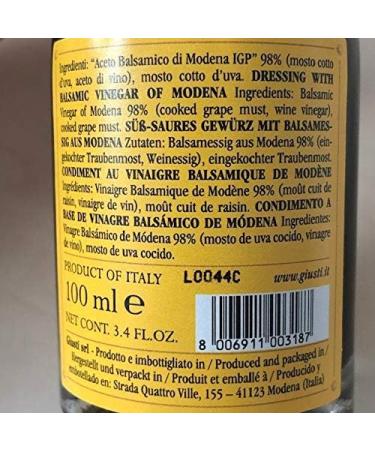 Ingredienti: "Aceto Balsamico di Modena IGP" 98% (mosto cotto
d'uva, aceto di vino), mosto cotto d'uva. DRESSING WITH
BALSAMIC VINEGAR OF MODENA Ingredients: Balsamic
Vinegar of Modena 98% (cooked grape must, wine vinegar),
cooked grape must. SÜß-SAURES GEWÜRZ MIT BALSAMES-
SIG AUS MODENA Zutaten: Balsamessig aus Modena 98% (ein-
gekochter Traubenmost, Weinessig), eingekochter Traubenmost.
CONDIMENT AU VINAIGRE BALSAMIQUE DE MODÈNE
Ingrédients: Vinaigre Balsamique de Modène 98% (moût cuit de
raisin, vinaigre de vin), moût cuit de raisin. CONDIMENTO A
BASE DE VINAGRE BALSÁMICO DE MÓDENA Ingredientes:
Vinagre Balsámico de Módena 98% (mosto de uva cocido, vinagre
de vino), mosto de uva cocido.
PRODUCT OF ITALY L0044C www.giusti.it
100 ml e
NET CONT. 3.4 FL.OZ.
8 006911 003187
Giusti srl - Prodotto e imbottigliato in / Produced and packaged in /
Hergestellt und verpackt in / Produit et emballé à / Producido y
embotellado en: Strada Quattro Ville, 155 - 41123 Modena (Italia)